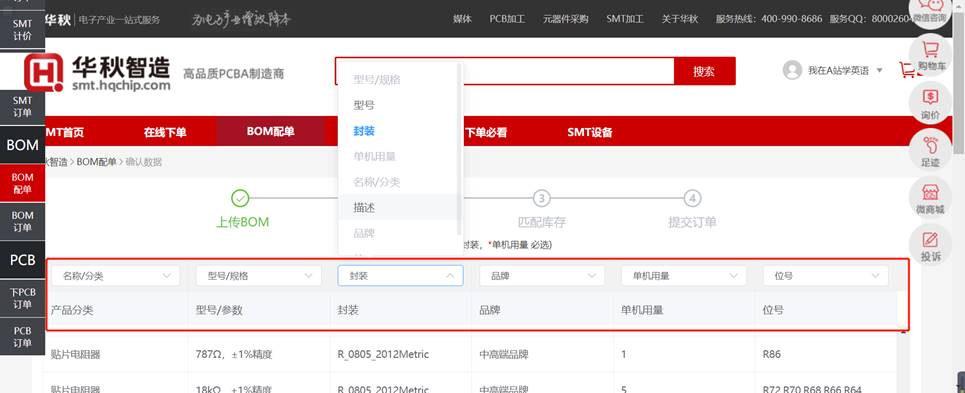 SMT
计价
华秋 电子产业一站式服务
媒体 PCB加工 元器件采购 SMT加工 关于华秋 服务热线：400-990-8686 服务QQ：80002604
微信咨询
华秋智造
smt.hqchip.com
高品质PCBA制造商
搜索
我在A站学英语
购物车
SMT
订单
询价
MT首页 在线下单 BOM配单 下单必看 SMT设备
BOM
BOM
配单
秋智造 > BOM配单 > 确认数据
足迹
型号/规格
型号
封装
单机用量
名称/分类
描述
品牌
3 4
上传BOM 匹配库存 提交订单
微商城
BOM
订单
封装，*单机用量 必选)
投诉
PCB
名称/分类 型号/规格 封装 品牌 单机用量 位号
下PCB
订单
产品分类 型号/参数 封装 品牌 单机用量 位号
PCB
订单
贴片电阻器 787Ω，±1%精度 R_0805_2012Metric 中高端品牌 1 R86
贴片电阻器 18kΩ，±1%精度 R_0805_2012Metric 中高端品牌 5 R72 R70 R68 R66 R64